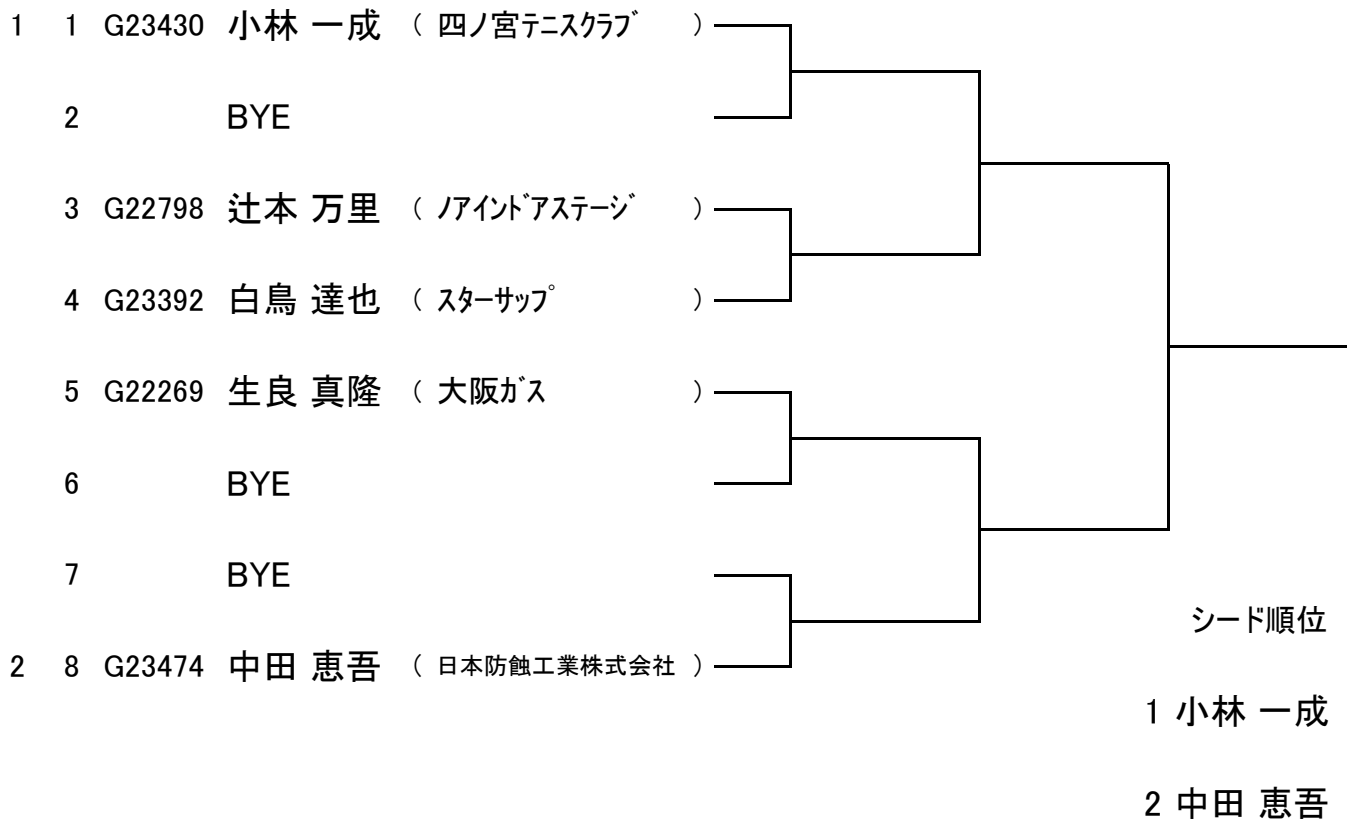 1 1 G23430 小林 一成 ( 四ノ宮テニスクラブ )
2 BYE
3 G22798 辻本 万里 ( ノアインドアステージ )
4 G23392 白鳥 達也 ( スターサップ )
5 G22269 生良 真隆 ( 大阪ガス )
6 BYE
7 BYE
2 8 G23474 中田 恵吾 ( 日本防蝕工業株式会社 )
シード順位
1 小林 一成
2 中田 恵吾